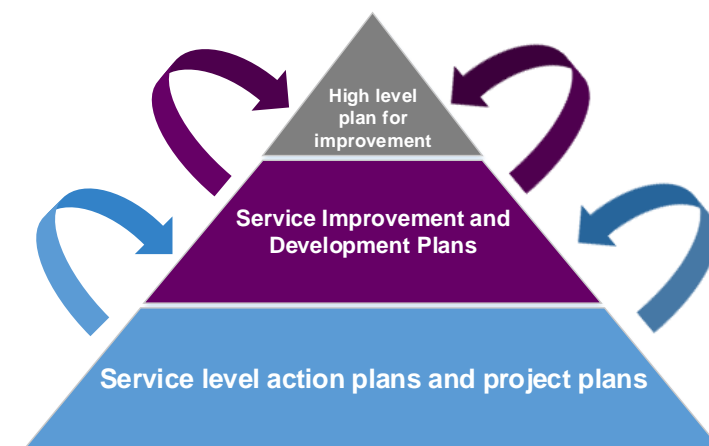 High level
plan for
improvement
Service Improvement and
Development Plans
Service level action plans and project plans